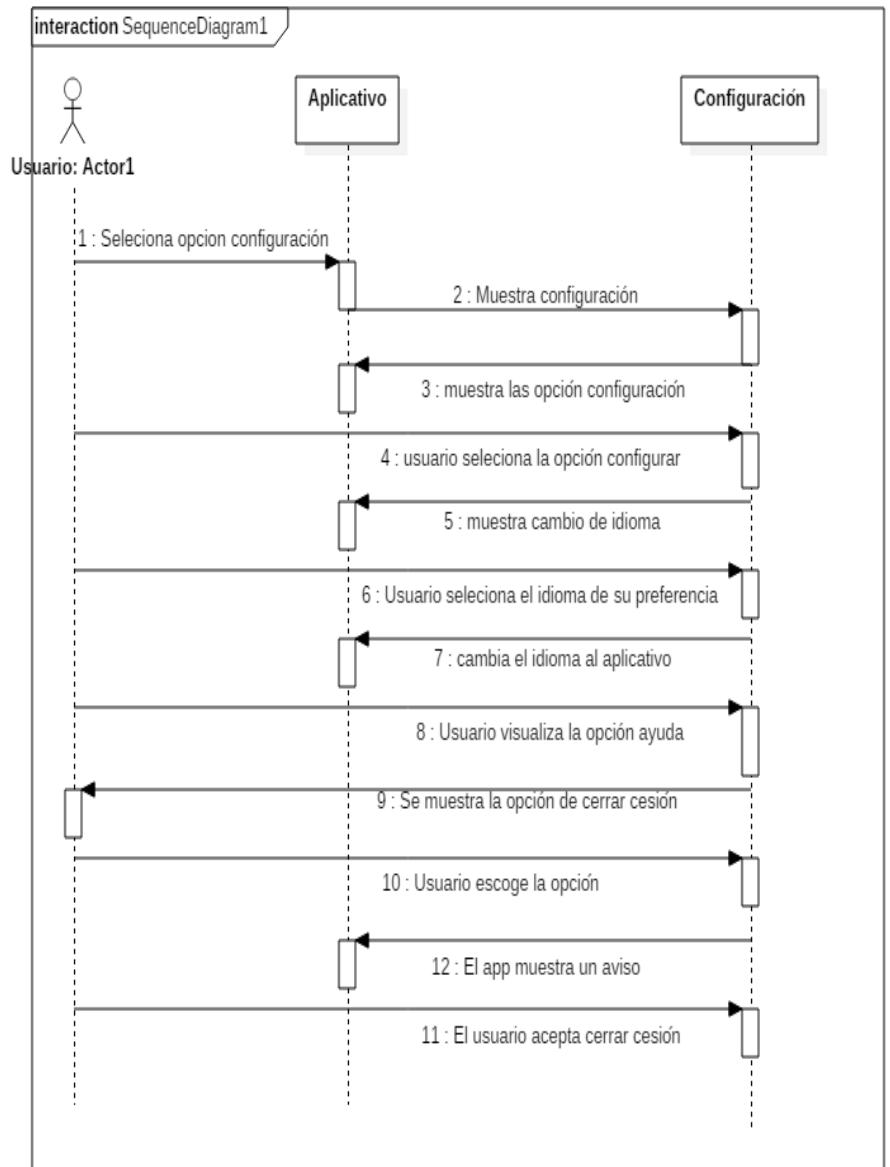 interaction SequenceDiagram1
Aplicativo
Configuración
Usuario: Actor1
1 : Seleciona opcion configuración
2 : Muestra configuración
3 : muestra las opción configuración
4 : usuario seleciona la opción configurar
5 : muestra cambio de idioma
6 : Usuario seleciona el idioma de su preferencia
7 : cambia el idioma al aplicativo
8 : Usuario visualiza la opción ayuda
9 : Se muestra la opción de cerrar cesión
10 : Usuario escoge la opción
12 : El app muestra un aviso
11 : El usuario acepta cerrar cesión